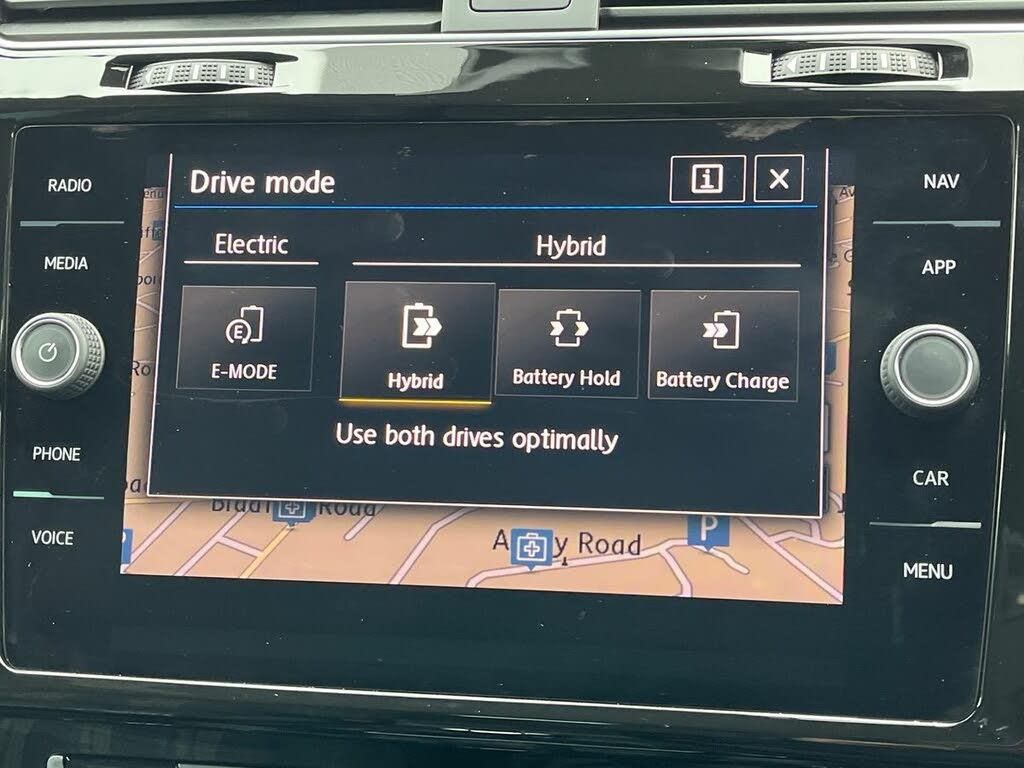 Drive mode
i
Electric
Hybrid
E
E-MODE
Hybrid
Battery Hold
Battery Charge
Use both drives optimally
Road
Road
P
RADIO
MEDIA
PHONE
VOICE
NAV
APP
CAR
MENU